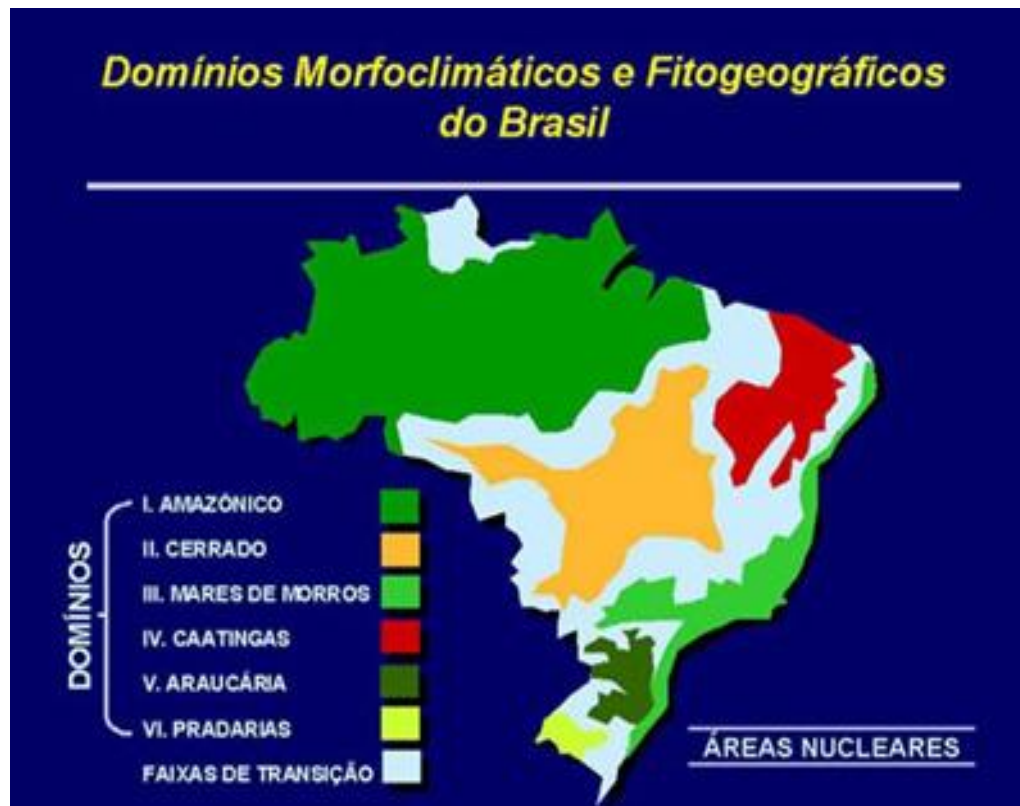 Domínios Morfoclimáticos e Fitogeográficos
do Brasil
DOMÍNIOS
I. AMAZÔNICO
II. CERRADO
III. MARES DE MORROS
IV. CAATINGAS
V. ARAUCÁRIA
VI. PRADARIAS
FAIXAS DE TRANSIÇÃO
ÁREAS NUCLEARES